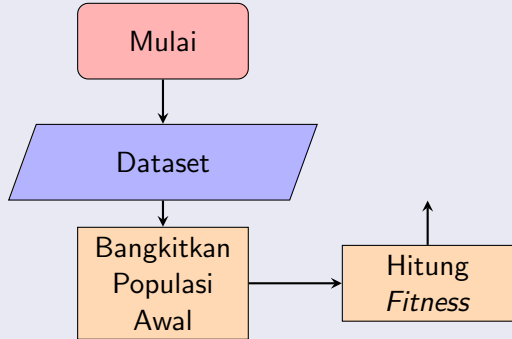 Mulai
Dataset
Bangkitkan
Populasi
Awal
Hitung
Fitness